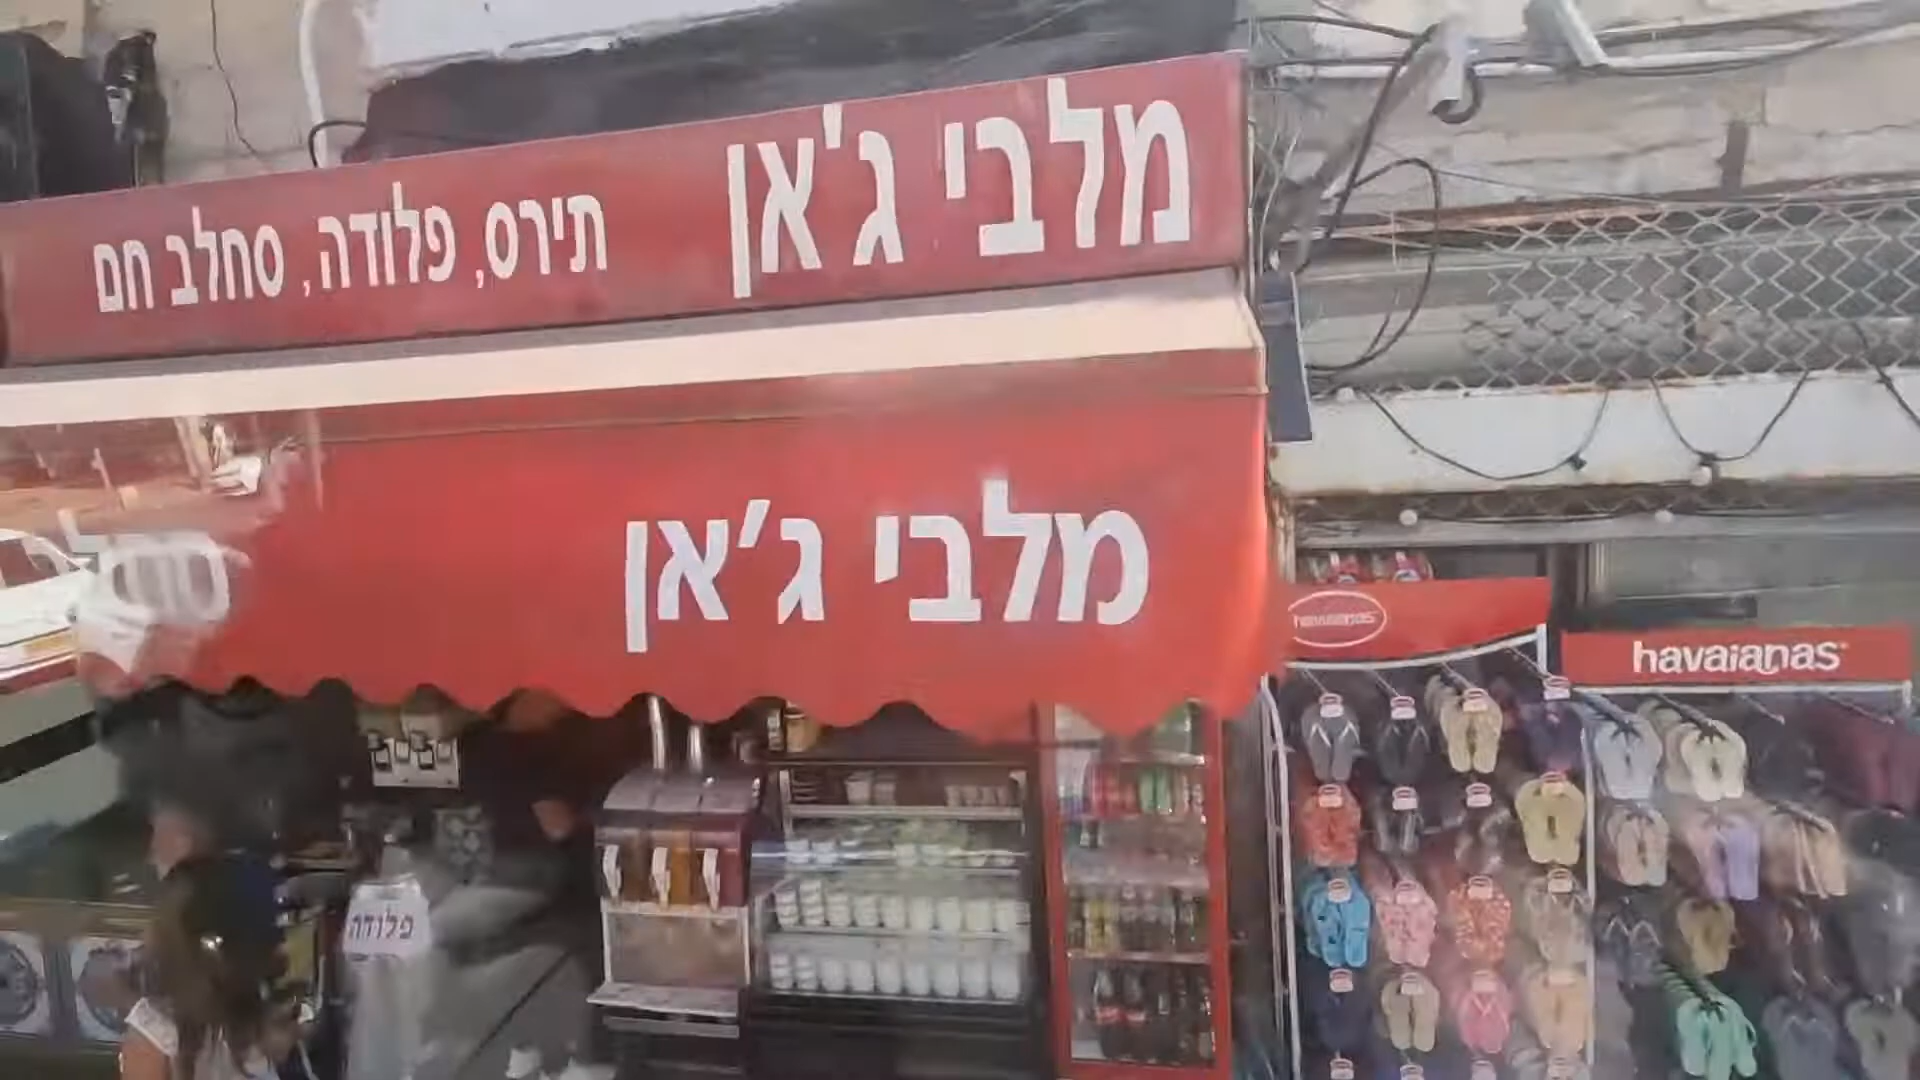 מלבי ג'אן
תירס, פלודה, סחלב חם
מלבי ג'אן
havaianas
havaianas
פלודה